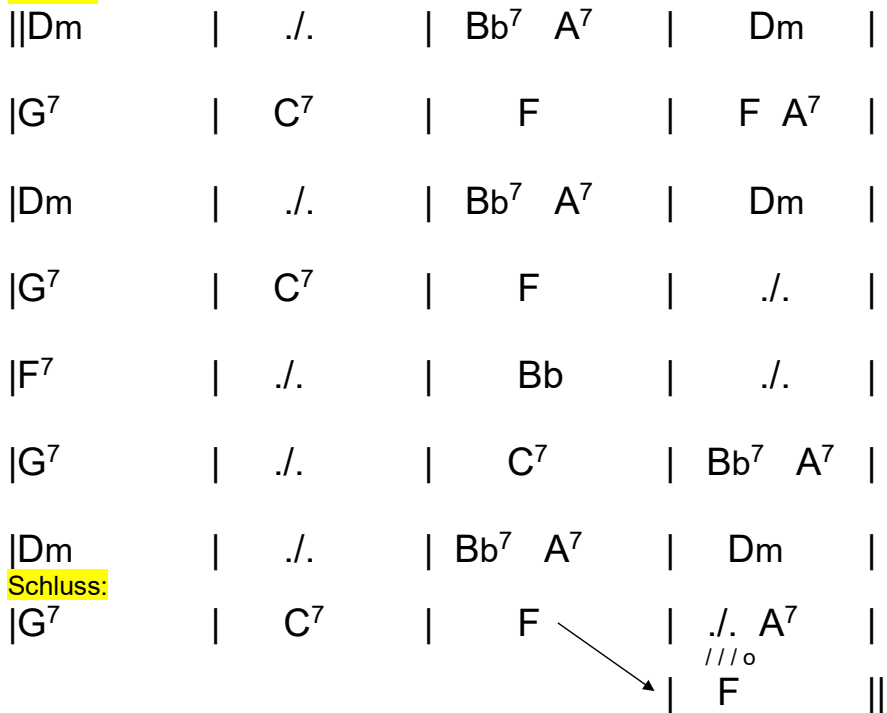 ||Dm | ./. | Bb⁷ A⁷ | Dm |
|G⁷ | C⁷ | F | F A⁷ |
|Dm | ./. | Bb⁷ A⁷ | Dm |
|G⁷ | C⁷ | F | ./. |
|F⁷ | ./. | Bb | ./. |
|G⁷ | ./. | C⁷ | Bb⁷ A⁷ |
|Dm | ./. | Bb⁷ A⁷ | Dm |
Schluss:
|G⁷ | C⁷ | F | ./. A⁷ |
/ / / o
| F ||